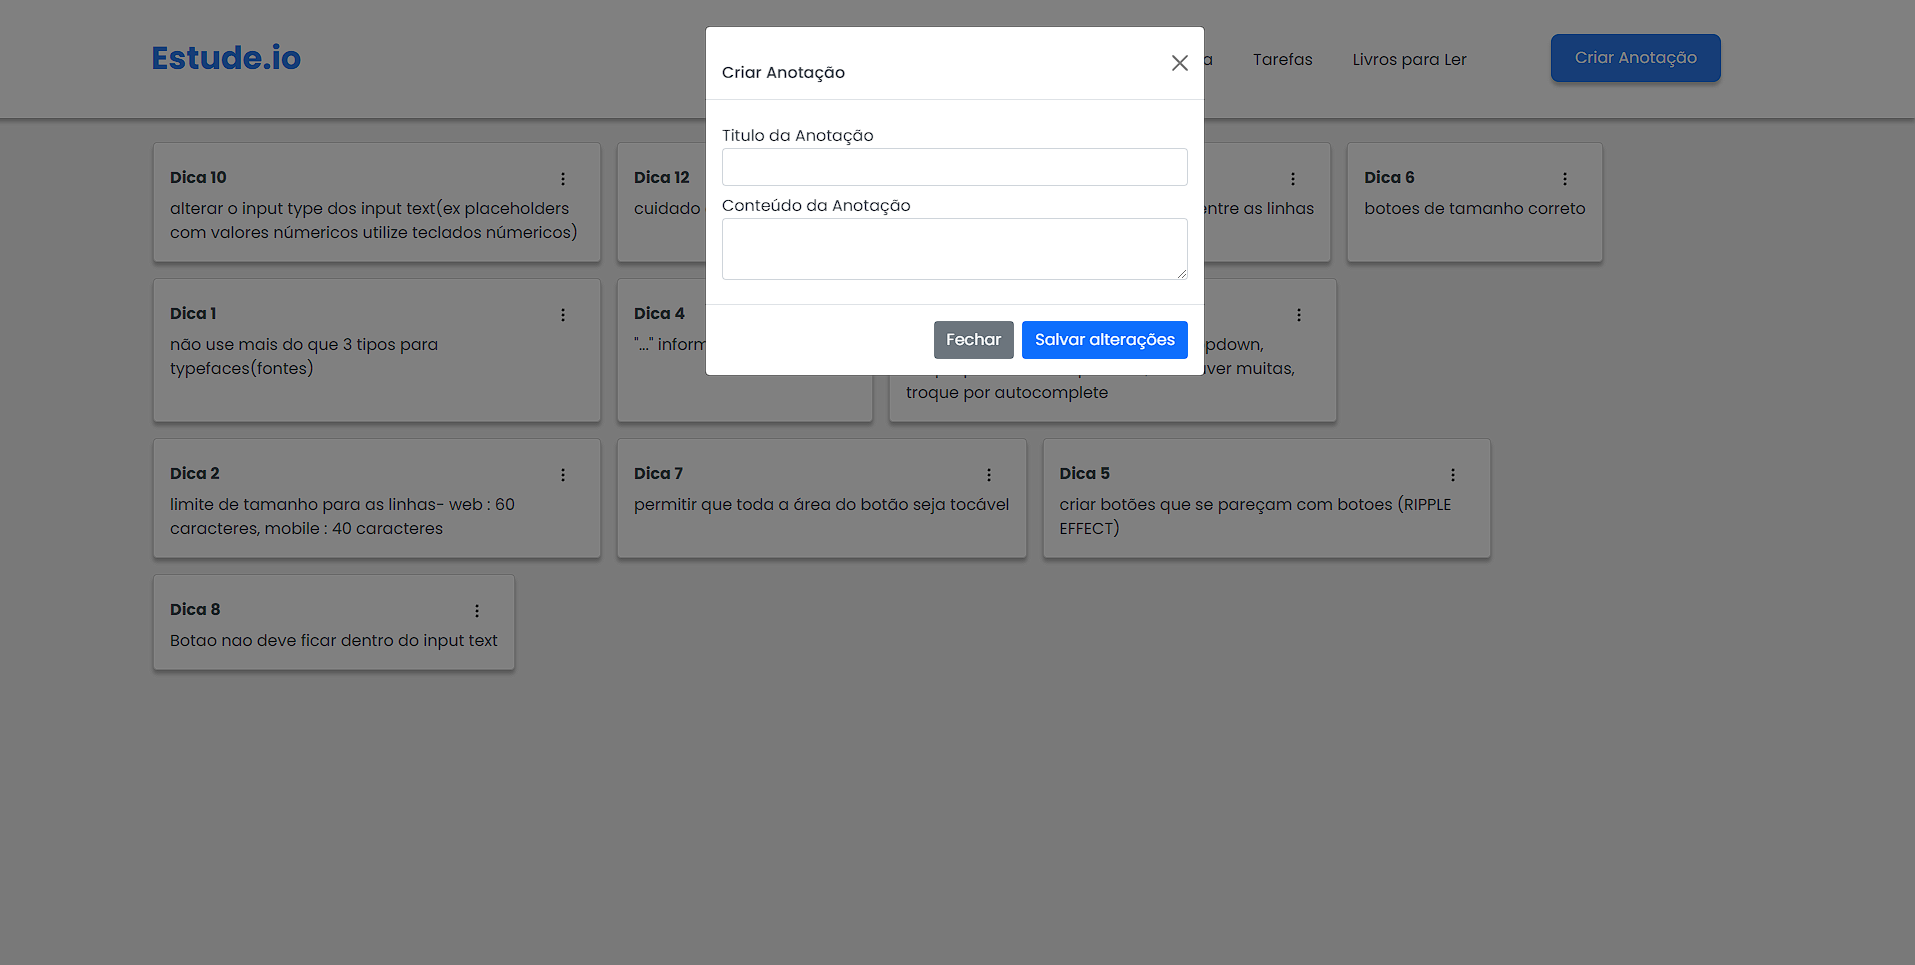 Estude.io
Tarefas
Livros para Ler
Criar Anotação
Criar Anotação
Titulo da Anotação
Conteúdo da Anotação
Fechar
Salvar alterações
Dica 10
alterar o input type dos input text(ex placeholders
com valores númericos utilize teclados númericos)
Dica 12
cuidado
entre as linhas
Dica 6
botoes de tamanho correto
Dica 1
não use mais do que 3 tipos para
typefaces(fontes)
Dica 4
"..." inform
pdown,
ver muitas,
troque por autocomplete
Dica 2
limite de tamanho para as linhas- web : 60
caracteres, mobile : 40 caracteres
Dica 7
permitir que toda a área do botão seja tocável
Dica 5
criar botões que se pareçam com botoes (RIPPLE
EFFECT)
Dica 8
Botao nao deve ficar dentro do input text